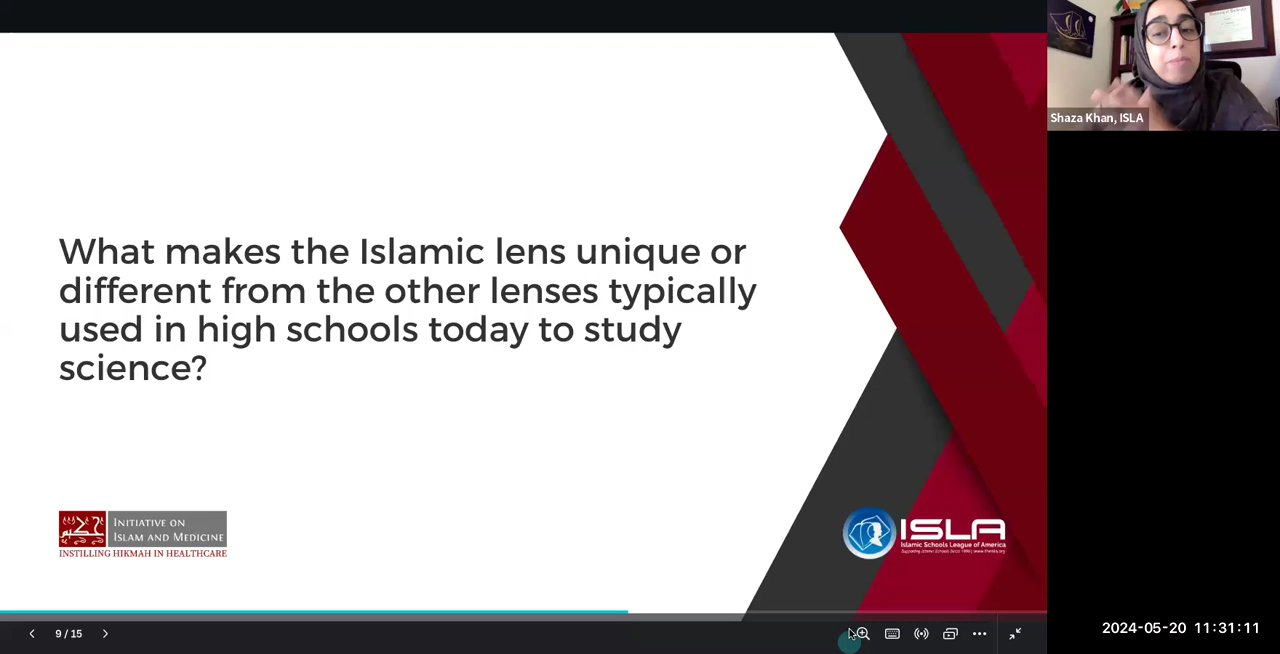 What makes the Islamic lens unique or
different from the other lenses typically
used in high schools today to study
science?
INITIATIVE ON
ISLAM AND MEDICINE
INSTILLING HIKMAH IN HEALTHCARE
ISLA
Islamic Schools League of America
Shaza Khan, ISLA
9 / 15
2024-05-20 11:31:11